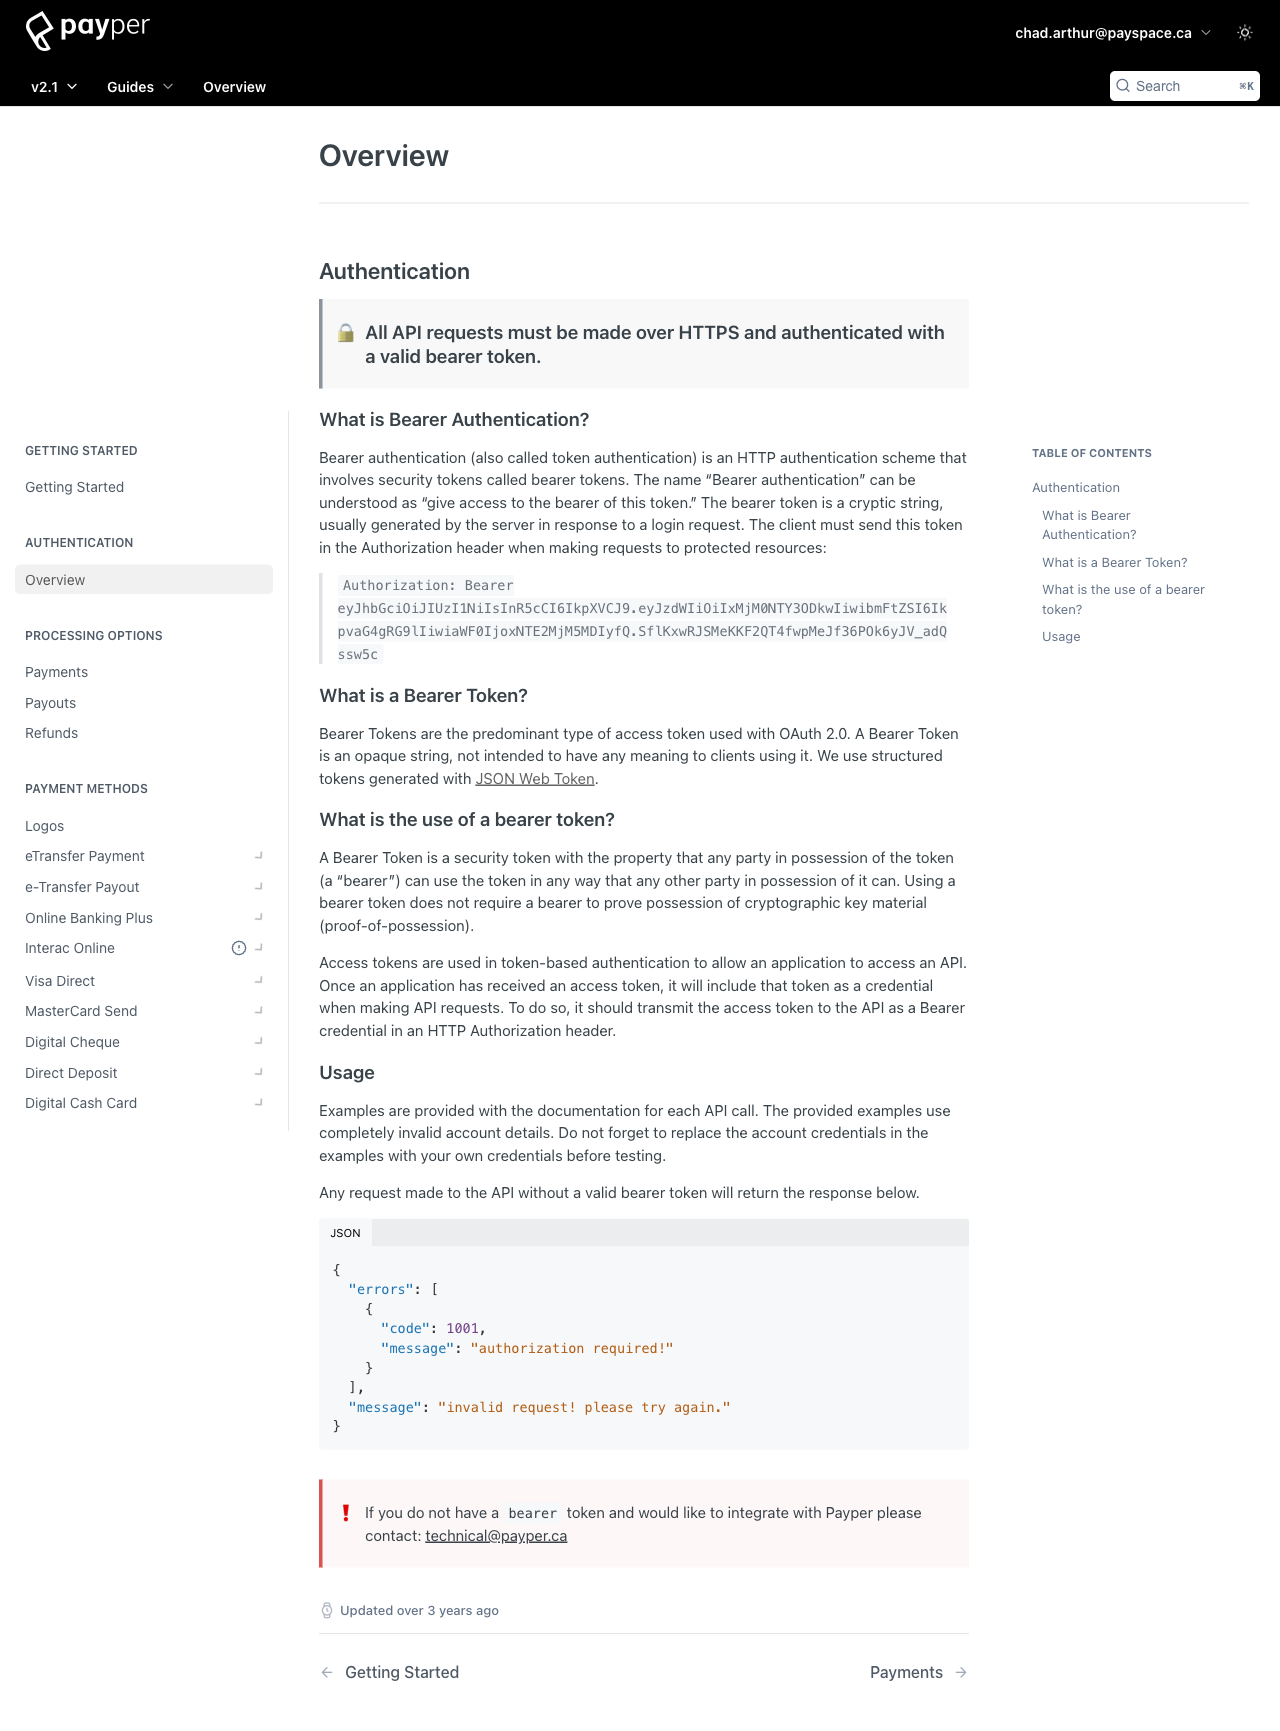 payper
chad.arthur@payspace.ca
v2.1
Guides
Overview
Search
⌘K
Overview
Authentication
🔒 All API requests must be made over HTTPS and authenticated with
a valid bearer token.
What is Bearer Authentication?
Bearer authentication (also called token authentication) is an HTTP authentication scheme that
involves security tokens called bearer tokens. The name “Bearer authentication” can be
understood as “give access to the bearer of this token.” The bearer token is a cryptic string,
usually generated by the server in response to a login request. The client must send this token
in the Authorization header when making requests to protected resources:
Authorization: Bearer
eyJhbGciOiJIUzI1NiIsInR5cCI6IkpXVCJ9.eyJzdWIiOiIxMjM0NTY3ODkwIiwibmFtZSI6Ik
pvaG4gRG9lIiwiaWF0IjoxNTE2MjM5MDIyfQ.SflKxwRJSMeKKF2QT4fwpMeJf36POk6yJV_adQ
ssw5c
What is a Bearer Token?
Bearer Tokens are the predominant type of access token used with OAuth 2.0. A Bearer Token
is an opaque string, not intended to have any meaning to clients using it. We use structured
tokens generated with JSON Web Token.
What is the use of a bearer token?
A Bearer Token is a security token with the property that any party in possession of the token
(a “bearer”) can use the token in any way that any other party in possession of it can. Using a
bearer token does not require a bearer to prove possession of cryptographic key material
(proof-of-possession).
Access tokens are used in token-based authentication to allow an application to access an API.
Once an application has received an access token, it will include that token as a credential
when making API requests. To do so, it should transmit the access token to the API as a Bearer
credential in an HTTP Authorization header.
Usage
Examples are provided with the documentation for each API call. The provided examples use
completely invalid account details. Do not forget to replace the account credentials in the
examples with your own credentials before testing.
Any request made to the API without a valid bearer token will return the response below.
JSON
{
  "errors": [
    {
      "code": 1001,
      "message": "authorization required!"
    }
  ],
  "message": "invalid request! please try again."
}
❗ If you do not have a bearer token and would like to integrate with Payper please
contact: technical@payper.ca
Updated over 3 years ago
← Getting Started
Payments →
GETTING STARTED
Getting Started
AUTHENTICATION
Overview
PROCESSING OPTIONS
Payments
Payouts
Refunds
PAYMENT METHODS
Logos
eTransfer Payment
e-Transfer Payout
Online Banking Plus
Interac Online
Visa Direct
MasterCard Send
Digital Cheque
Direct Deposit
Digital Cash Card
TABLE OF CONTENTS
Authentication
What is Bearer
Authentication?
What is a Bearer Token?
What is the use of a bearer
token?
Usage